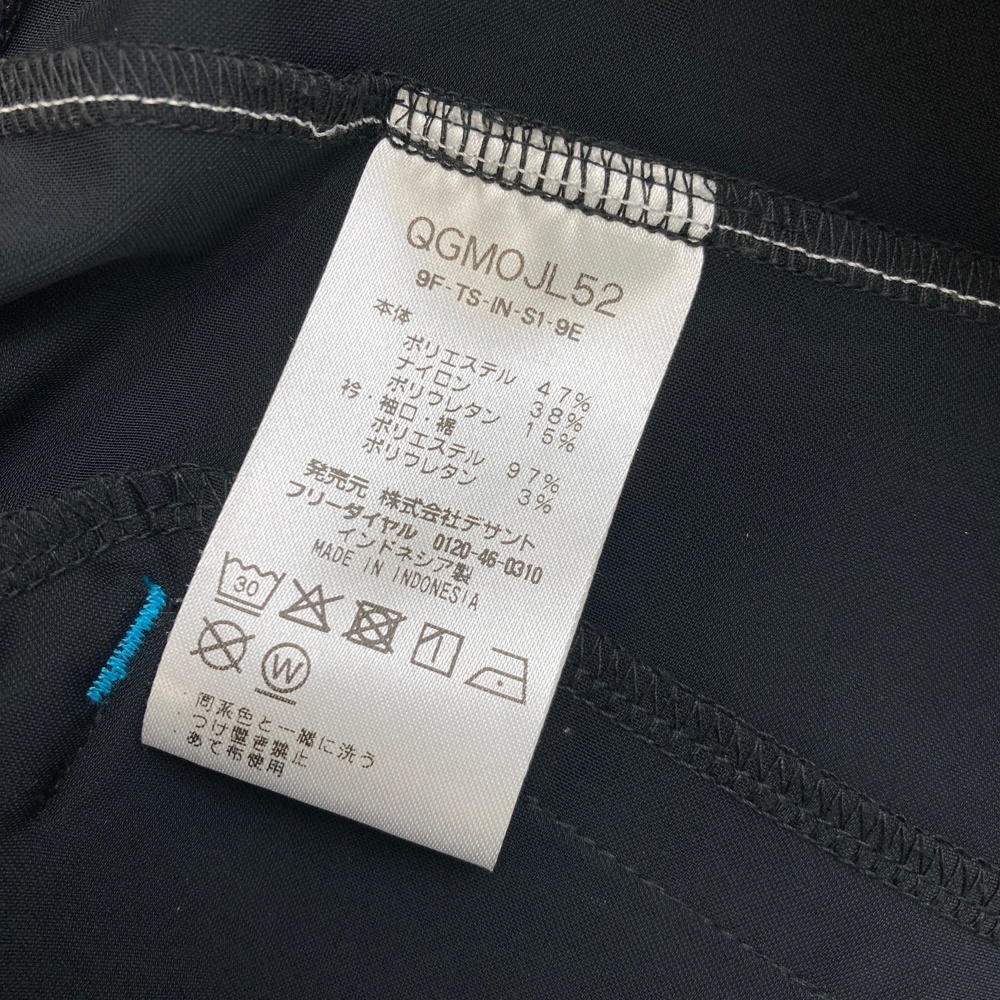 QGMOJL52
9F-TS-IN-S1-9E
本体
ポリエステル 47%
ナイロン 38%
ポリウレタン 15%
衿・袖口・裾
ポリエステル 97%
ポリウレタン 3%
発売元 株式会社デサント
フリーダイヤル 0120-46-0310
インドネシア製
MADE IN INDONESIA
30
W
同系色と一緒に洗う
つけ置き禁止
あて布使用